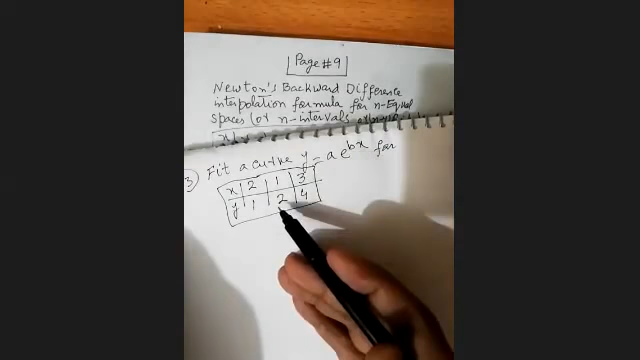 Page #9
Newton's Backward Difference
interpolation formula for n-Equal
spaces (or n-intervals
3) Fit a curve y = a e^bx for
x | 2 | 1 | 3
y | 1 | 2 | 4